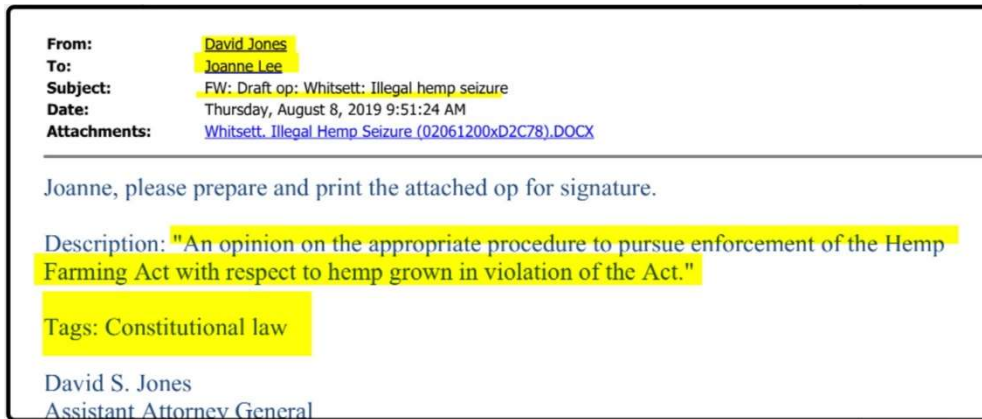 From: David Jones
To: Joanne Lee
Subject: FW: Draft op: Whitsett: Illegal hemp seizure
Date: Thursday, August 8, 2019 9:51:24 AM
Attachments: Whitsett. Illegal Hemp Seizure (02061200xD2C78).DOCX
Joanne, please prepare and print the attached op for signature.
Description: "An opinion on the appropriate procedure to pursue enforcement of the Hemp
Farming Act with respect to hemp grown in violation of the Act."
Tags: Constitutional law
David S. Jones
Assistant Attorney General